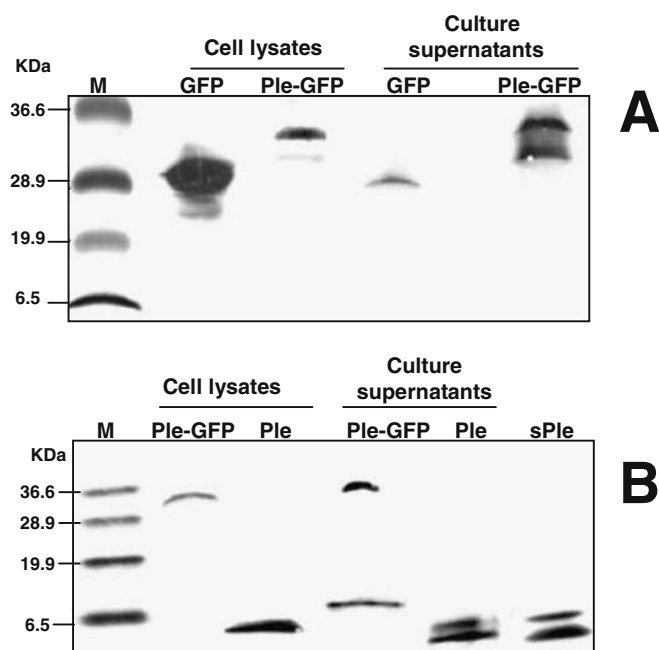 Cell lysates
Culture supernatants
KDa
M GFP Ple-GFP GFP Ple-GFP
A
36.6
28.9
19.9
6.5
Cell lysates
Culture supernatants
M Ple-GFP Ple Ple-GFP Ple sPle
KDa
B
36.6
28.9
19.9
6.5